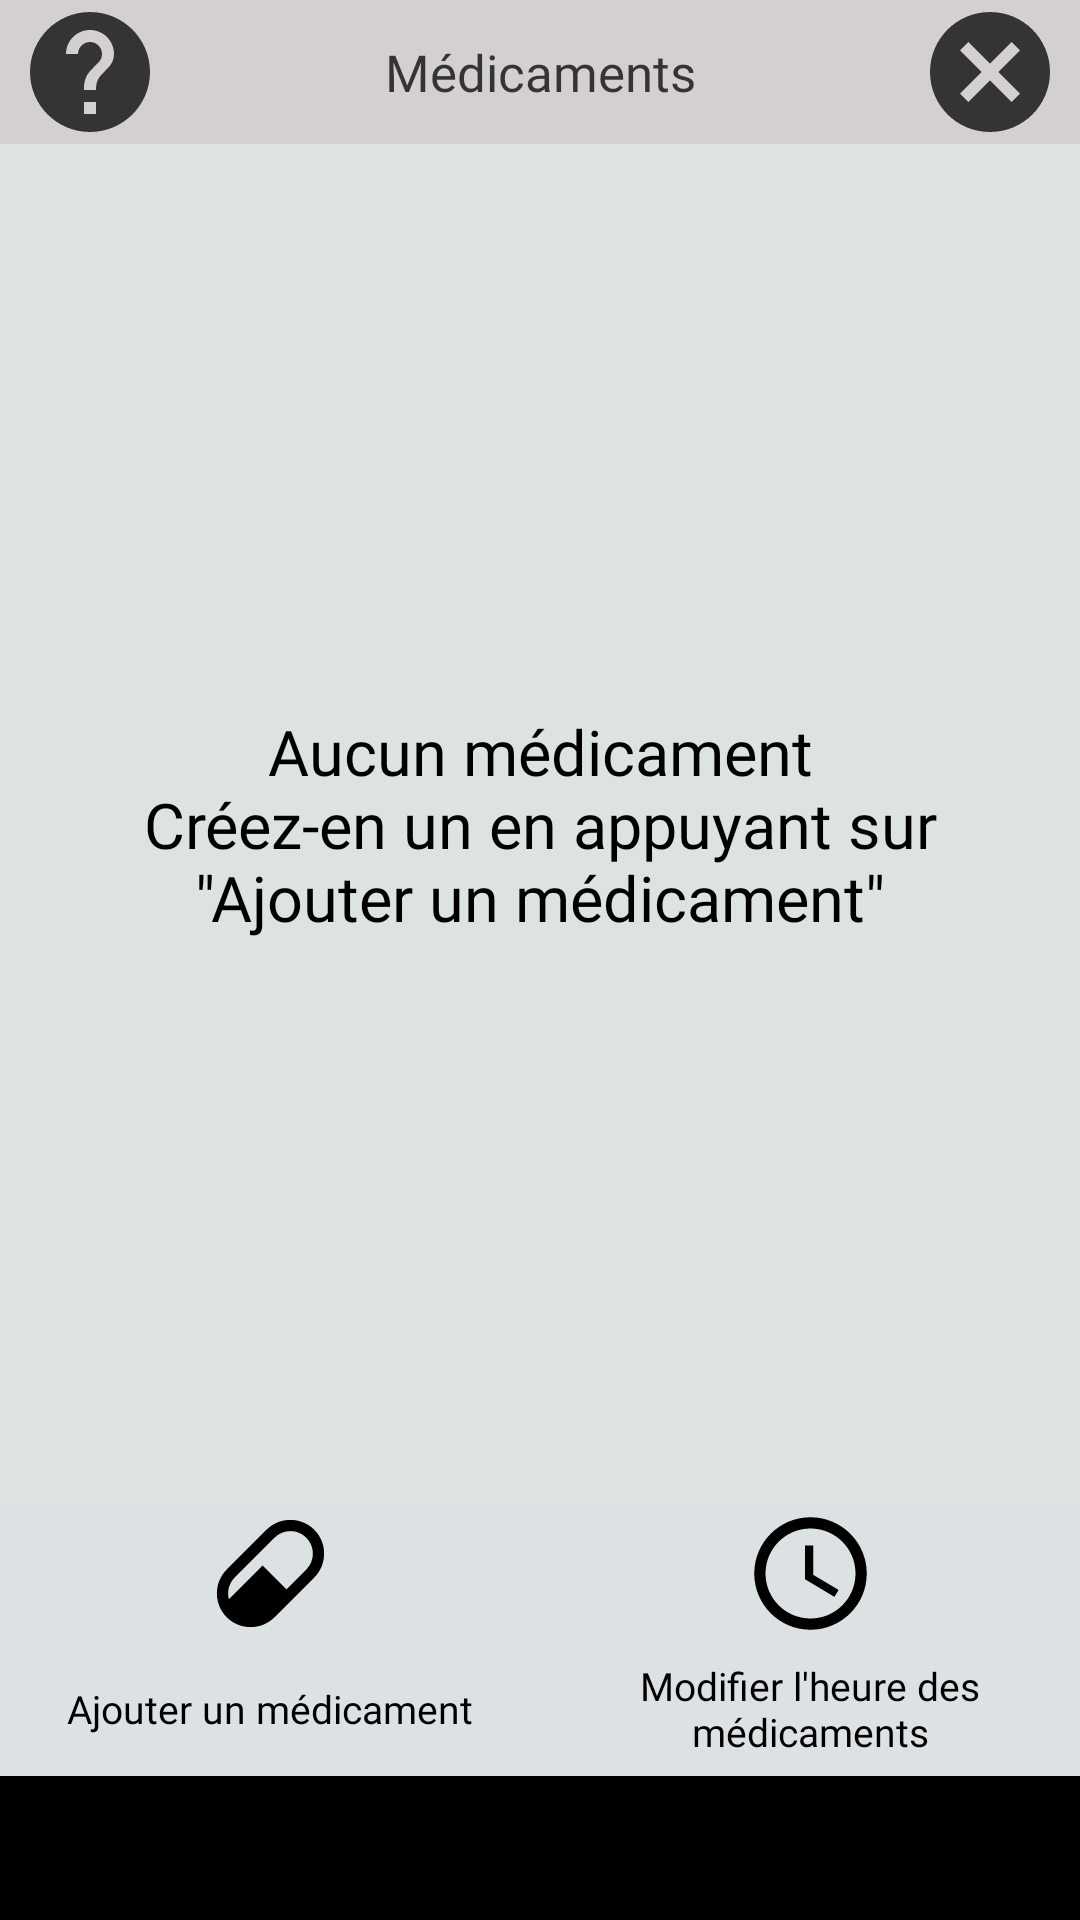 Médicaments
Aucun médicament
Créez-en un en appuyant sur
"Ajouter un médicament"
Ajouter un médicament
Modifier l'heure des
médicaments